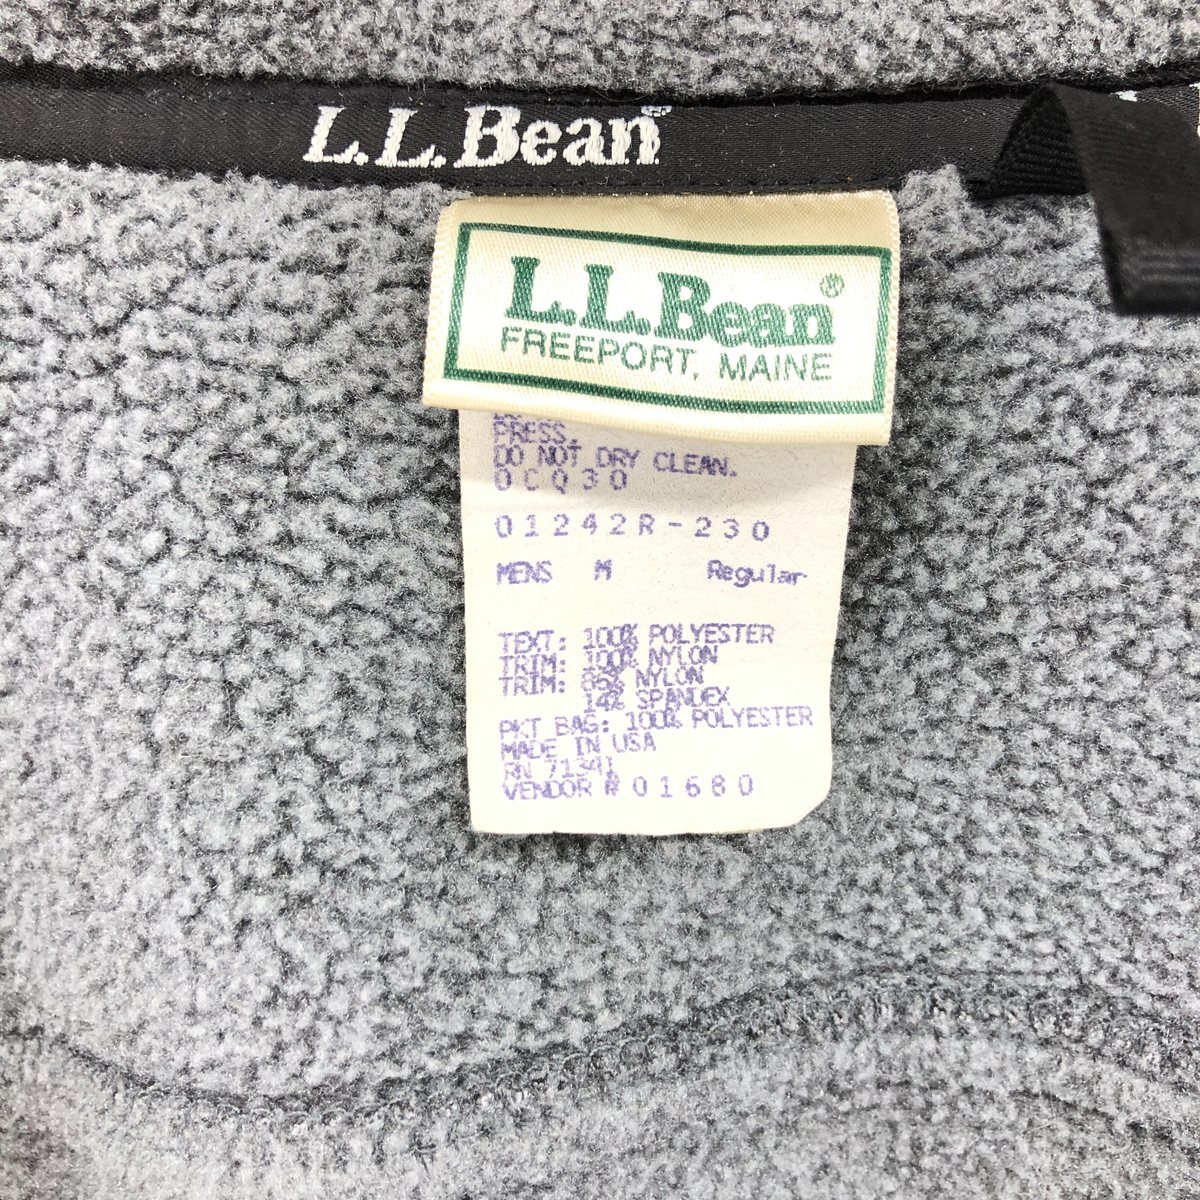 L.L.Bean
L.L.Bean®
FREEPORT, MAINE
PRESS.
DO NOT DRY CLEAN.
0CQ30
01242R-230
MENS M Regular
TEXT: 100% POLYESTER
TRIM: 100% NYLON
TRIM: 86% NYLON
14% SPANDEX
PKT BAG: 100% POLYESTER
MADE IN USA
RN 71341
VENDOR # 01680